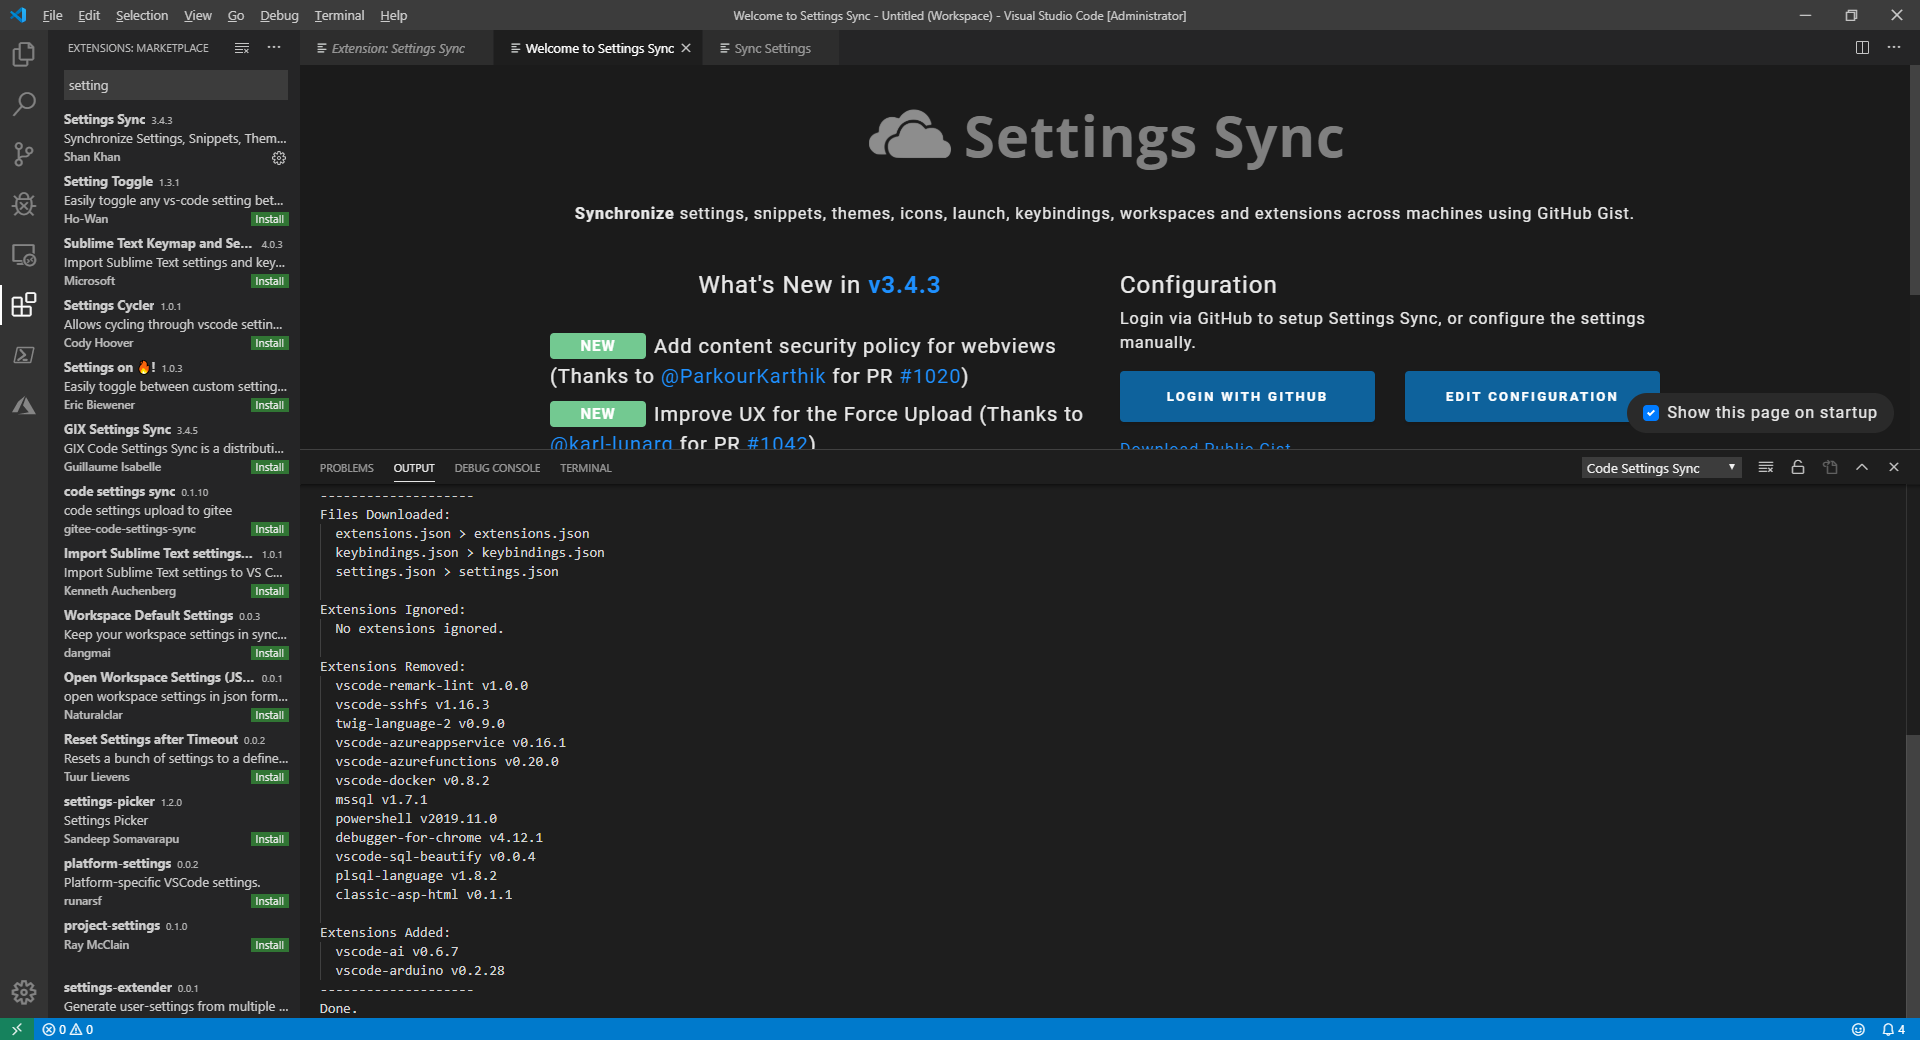 File Edit Selection View Go Debug Terminal Help
Welcome to Settings Sync - Untitled (Workspace) - Visual Studio Code [Administrator]
EXTENSIONS: MARKETPLACE
setting
Settings Sync 3.4.3
Synchronize Settings, Snippets, Them...
Shan Khan
Setting Toggle 1.3.1
Easily toggle any vs-code setting bet...
Ho-Wan Install
Sublime Text Keymap and Se... 4.0.3
Import Sublime Text settings and key...
Microsoft Install
Settings Cycler 1.0.1
Allows cycling through vscode settin...
Cody Hoover Install
Settings on 🔥! 1.0.3
Easily toggle between custom setting...
Eric Biewener Install
GIX Settings Sync 3.4.5
GIX Code Settings Sync is a distributi...
Guillaume Isabelle Install
code settings sync 0.1.10
code settings upload to gitee
gitee-code-settings-sync Install
Import Sublime Text settings... 1.0.1
Import Sublime Text settings to VS C...
Kenneth Auchenberg Install
Workspace Default Settings 0.0.3
Keep your workspace settings in sync...
dangmai Install
Open Workspace Settings (JS... 0.0.1
open workspace settings in json form...
Naturalclar Install
Reset Settings after Timeout 0.0.2
Resets a bunch of settings to a define...
Tuur Lievens Install
settings-picker 1.2.0
Settings Picker
Sandeep Somavarapu Install
platform-settings 0.0.2
Platform-specific VSCode settings.
runarsf Install
project-settings 0.1.0
Ray McClain Install
settings-extender 0.0.1
Generate user-settings from multiple ...
Extension: Settings Sync
Welcome to Settings Sync
Sync Settings
Settings Sync
Synchronize settings, snippets, themes, icons, launch, keybindings, workspaces and extensions across machines using GitHub Gist.
What's New in v3.4.3
NEW Add content security policy for webviews
(Thanks to @ParkourKarthik for PR #1020)
NEW Improve UX for the Force Upload (Thanks to
@karl-lunarg for PR #1042)
Configuration
Login via GitHub to setup Settings Sync, or configure the settings
manually.
LOGIN WITH GITHUB EDIT CONFIGURATION
Show this page on startup
Download Public Gist
PROBLEMS OUTPUT DEBUG CONSOLE TERMINAL
Code Settings Sync
--------------------
Files Downloaded:
extensions.json > extensions.json
keybindings.json > keybindings.json
settings.json > settings.json
Extensions Ignored:
No extensions ignored.
Extensions Removed:
vscode-remark-lint v1.0.0
vscode-sshfs v1.16.3
twig-language-2 v0.9.0
vscode-azureappservice v0.16.1
vscode-azurefunctions v0.20.0
vscode-docker v0.8.2
mssql v1.7.1
powershell v2019.11.0
debugger-for-chrome v4.12.1
vscode-sql-beautify v0.0.4
plsql-language v1.8.2
classic-asp-html v0.1.1
Extensions Added:
vscode-ai v0.6.7
vscode-arduino v0.2.28
--------------------
Done.
0 0
4